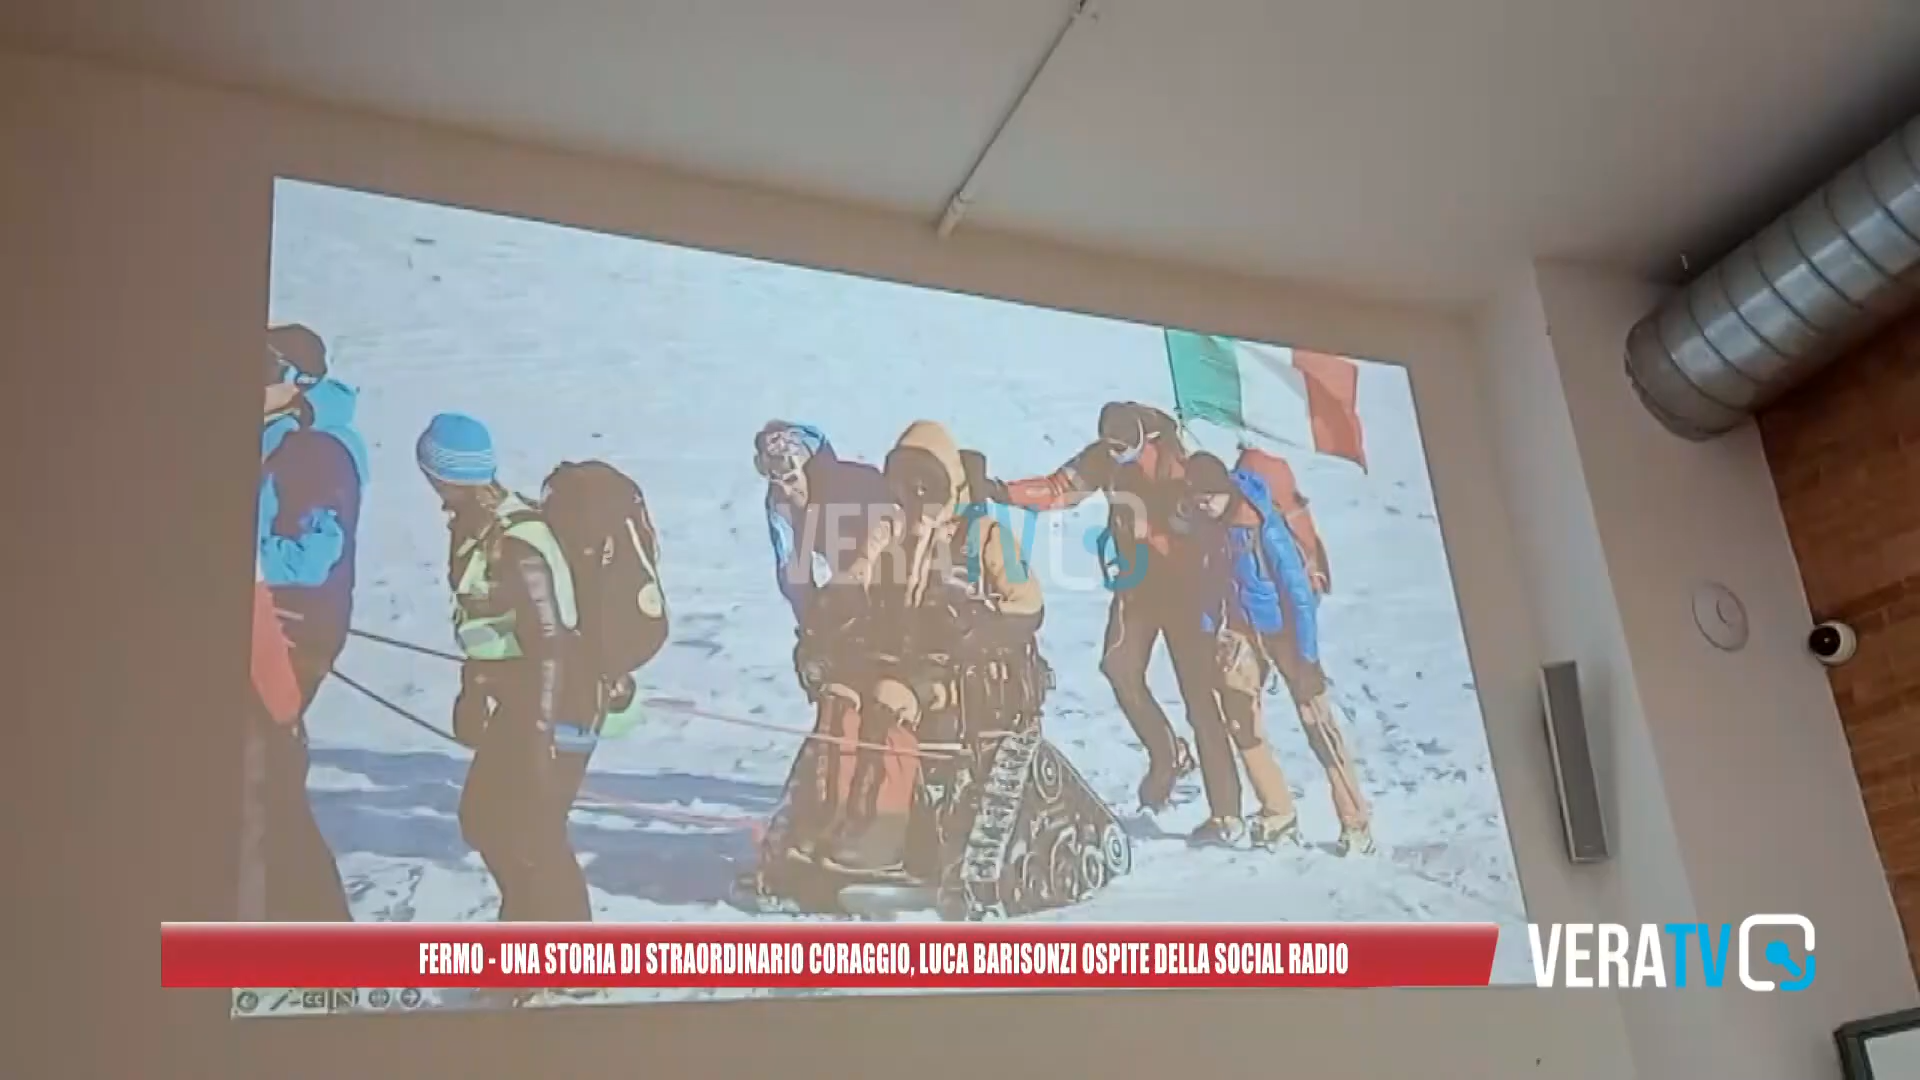 VERATV
FERMO - UNA STORIA DI STRAORDINARIO CORAGGIO, LUCA BARISONZI OSPITE DELLA SOCIAL RADIO
VERATV